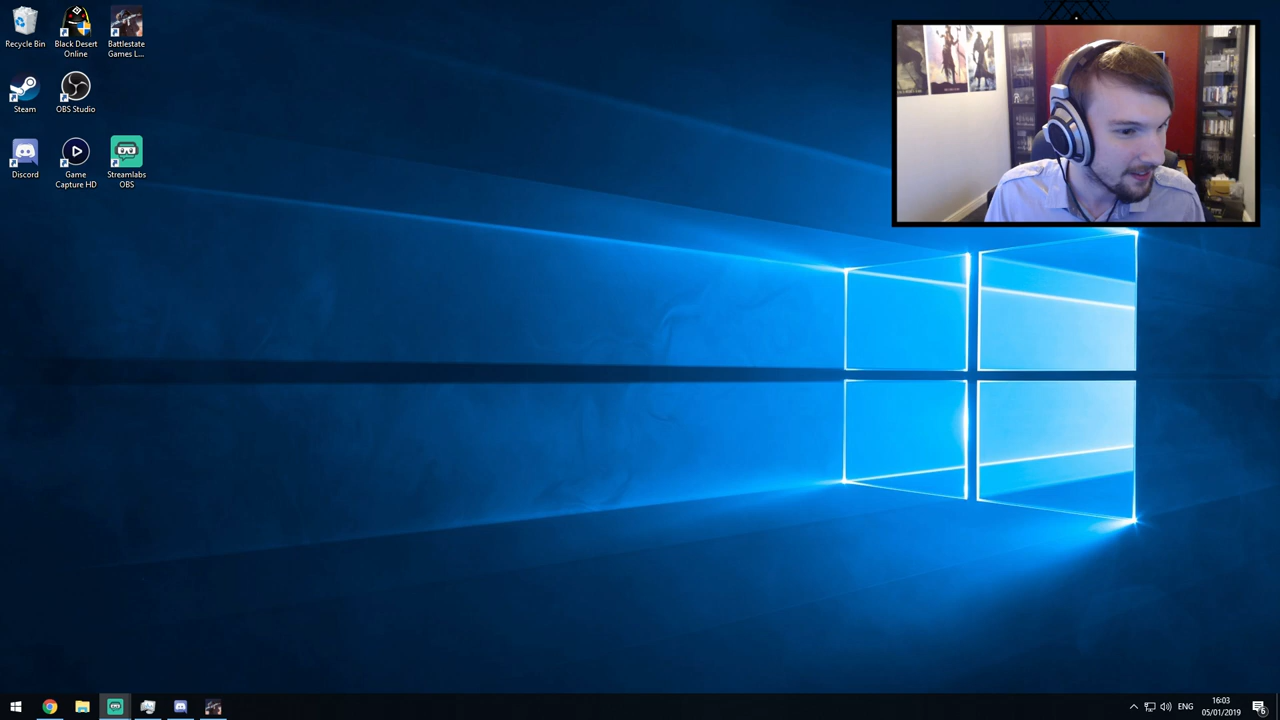 Recycle Bin
Black Desert
Online
Battlestate
Games L...
Steam
OBS Studio
Discord
Game
Capture HD
Streamlabs
OBS
ENG
16:03
05/01/2019
6